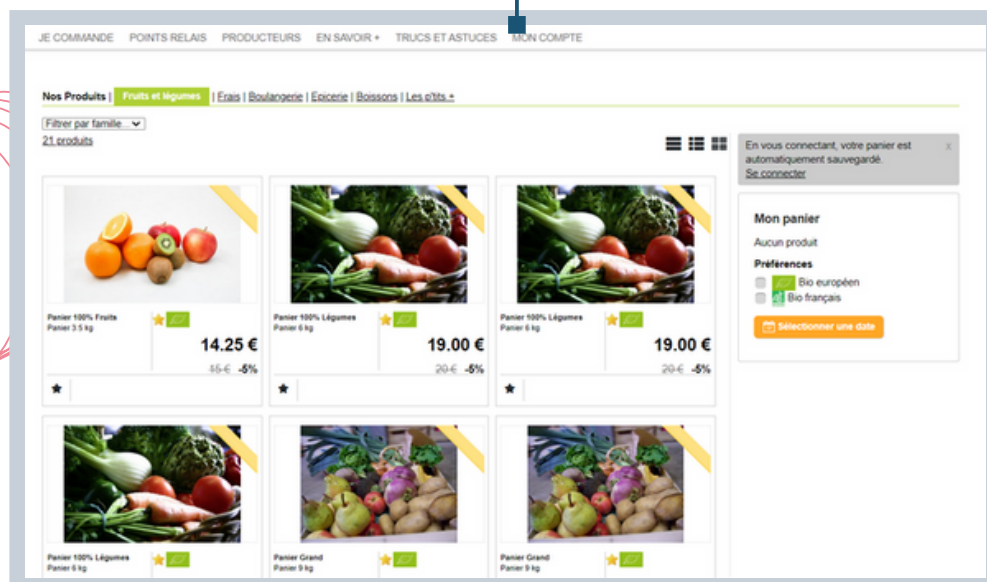 JE COMMANDE POINTS RELAIS PRODUCTEURS EN SAVOIR + TRUCS ET ASTUCES MON COMPTE
Nos Produits | Fruits et légumes | Frais | Boulangerie | Epicerie | Boissons | Les p'tits +
Filtrer par famille...
21 produits
En vous connectant, votre panier est x
automatiquement sauvegardé.
Se connecter
Mon panier
Aucun produit
Préférences
Bio européen
Bio français
Sélectionner une date
Panier 100% Fruits
Panier 3.5 kg
14.25 €
15 € -5%
Panier 100% Légumes
Panier 6 kg
19.00 €
20 € -5%
Panier 100% Légumes
Panier 6 kg
19.00 €
20 € -5%
Panier 100% Légumes
Panier 6 kg
Panier Grand
Panier 9 kg
Panier Grand
Panier 9 kg